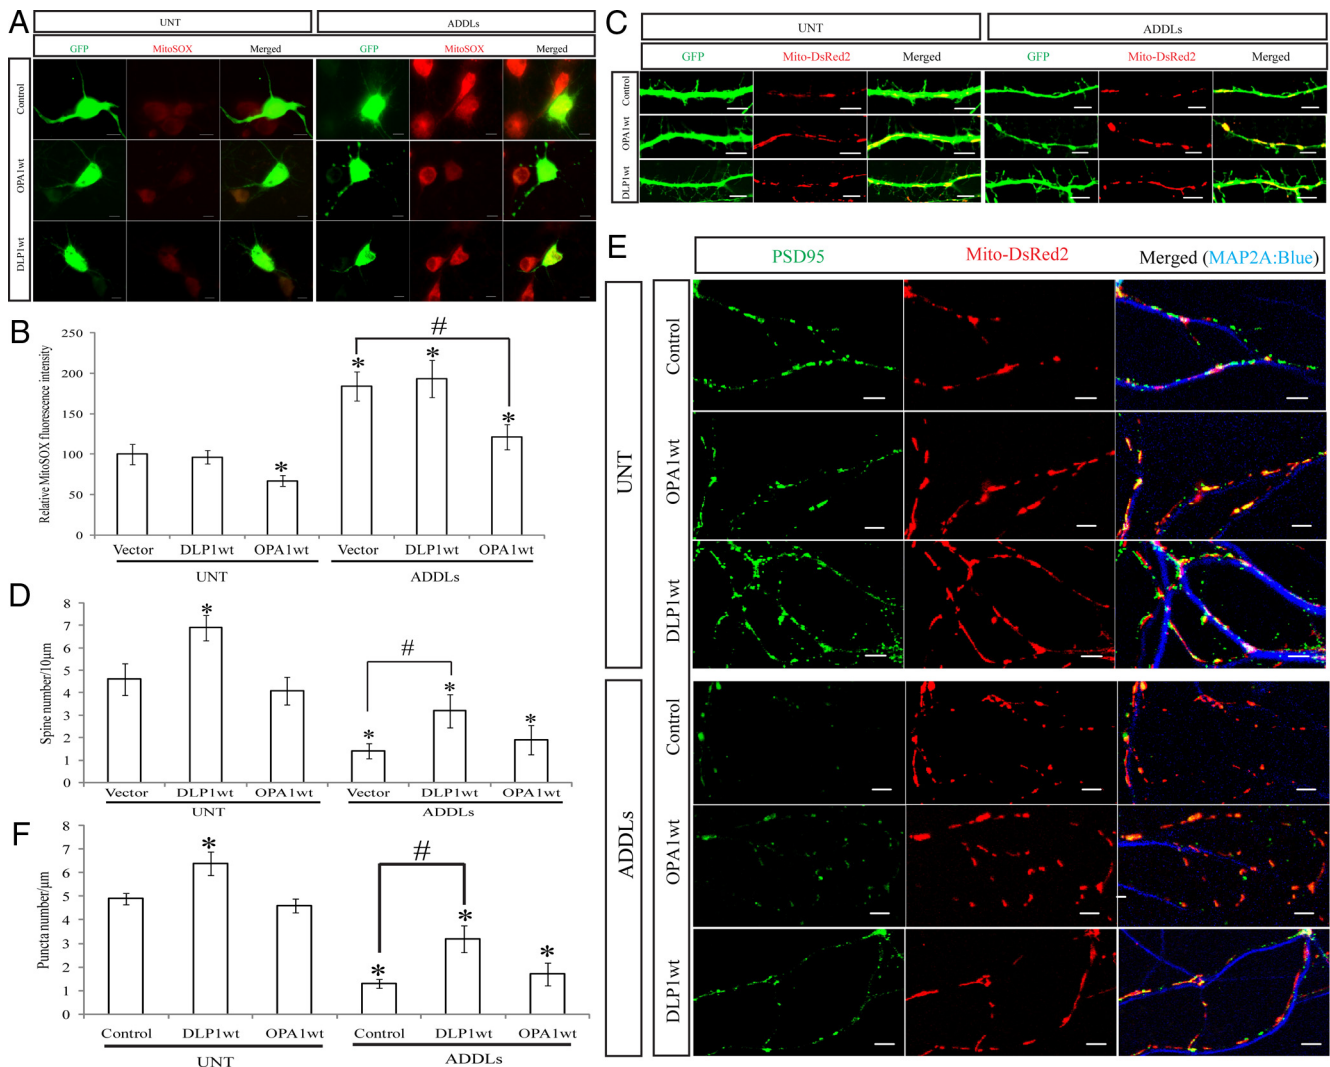 A
UNT
ADDLs
GFP MitoSOX Merged GFP MitoSOX Merged
Control
OPA1wt
DLP1wt
B
Relative MitoSOX fluorescence intensity
250
200
150
100
50
0
* * * * #
Vector DLP1wt OPA1wt Vector DLP1wt OPA1wt
UNT ADDLs
C
UNT ADDLs
GFP Mito-DsRed2 Merged GFP Mito-DsRed2 Merged
Control
OPA1wt
DLP1wt
D
Spine number/10μm
8
7
6
5
4
3
2
1
0
* * * * #
Vector DLP1wt OPA1wt Vector DLP1wt OPA1wt
UNT ADDLs
E
PSD95 Mito-DsRed2 Merged (MAP2A:Blue)
UNT
Control
OPA1wt
DLP1wt
ADDLs
Control
OPA1wt
DLP1wt
F
Puncta number/μm
8
7
6
5
4
3
2
1
0
* * * * #
Control DLP1wt OPA1wt Control DLP1wt OPA1wt
UNT ADDLs